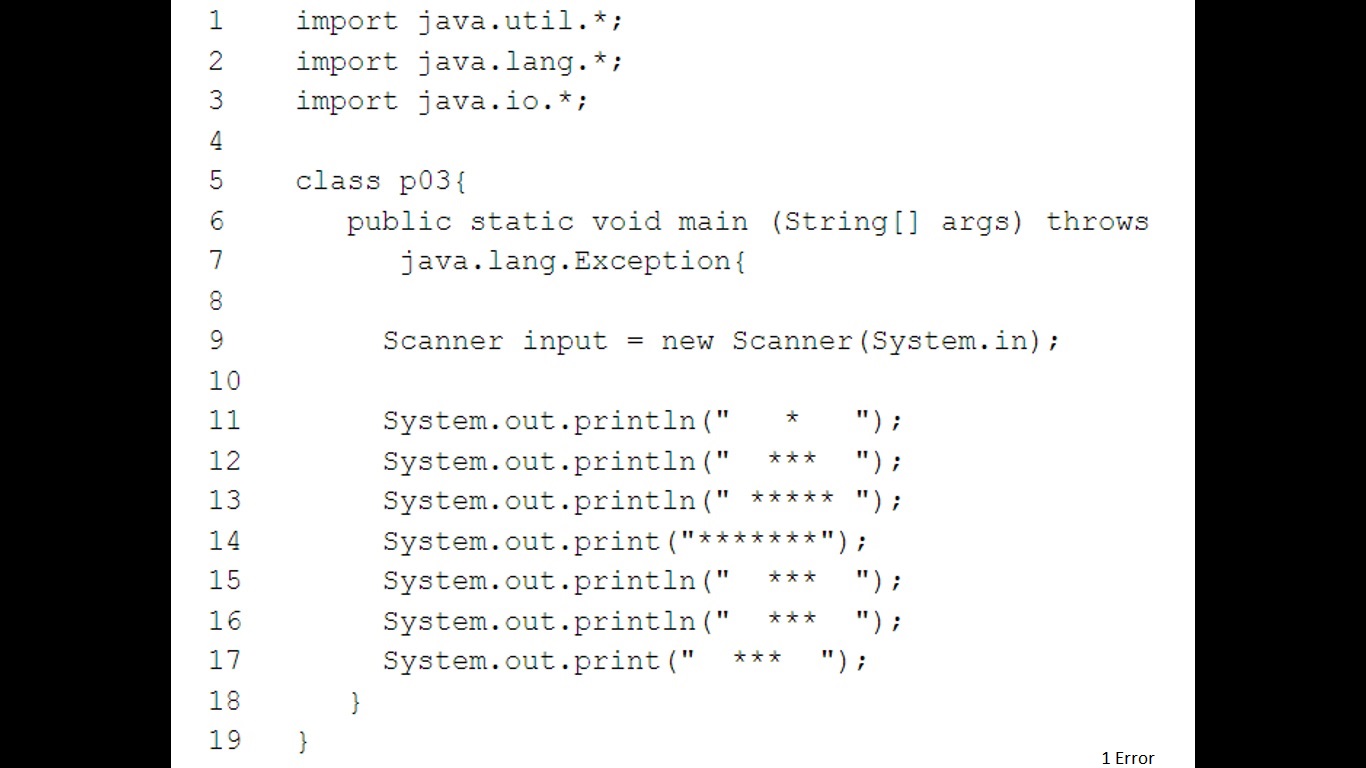 1 import java.util.*;
2 import java.lang.*;
3 import java.io.*;
4
5 class p03{
6    public static void main (String[] args) throws
7       java.lang.Exception{
8
9      Scanner input = new Scanner(System.in);
10
11      System.out.println("   *   ");
12      System.out.println("  ***  ");
13      System.out.println(" ***** ");
14      System.out.print("*******");
15      System.out.println("  ***  ");
16      System.out.println("  ***  ");
17      System.out.print("  ***  ");
18    }
19 }
1 Error